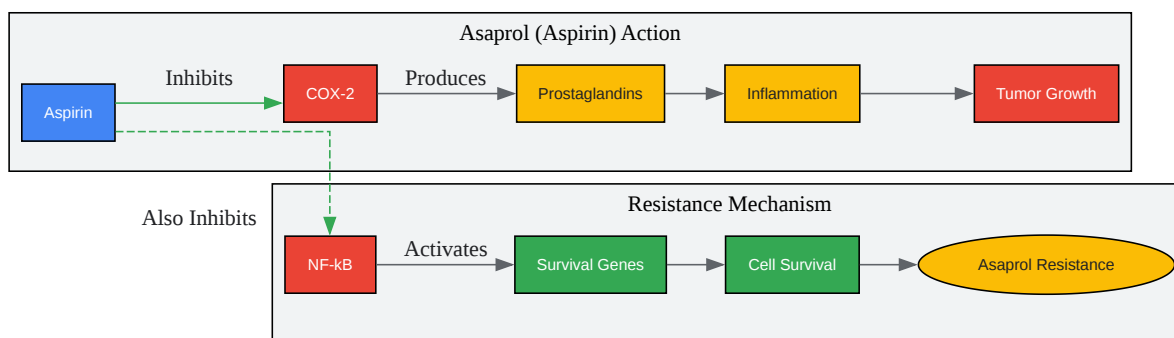 Asaprol (Aspirin) Action
Inhibits
Produces
Aspirin
COX-2
Prostaglandins
Inflammation
Tumor Growth
Also Inhibits
Resistance Mechanism
Activates
NF-kB
Survival Genes
Cell Survival
Asaprol Resistance